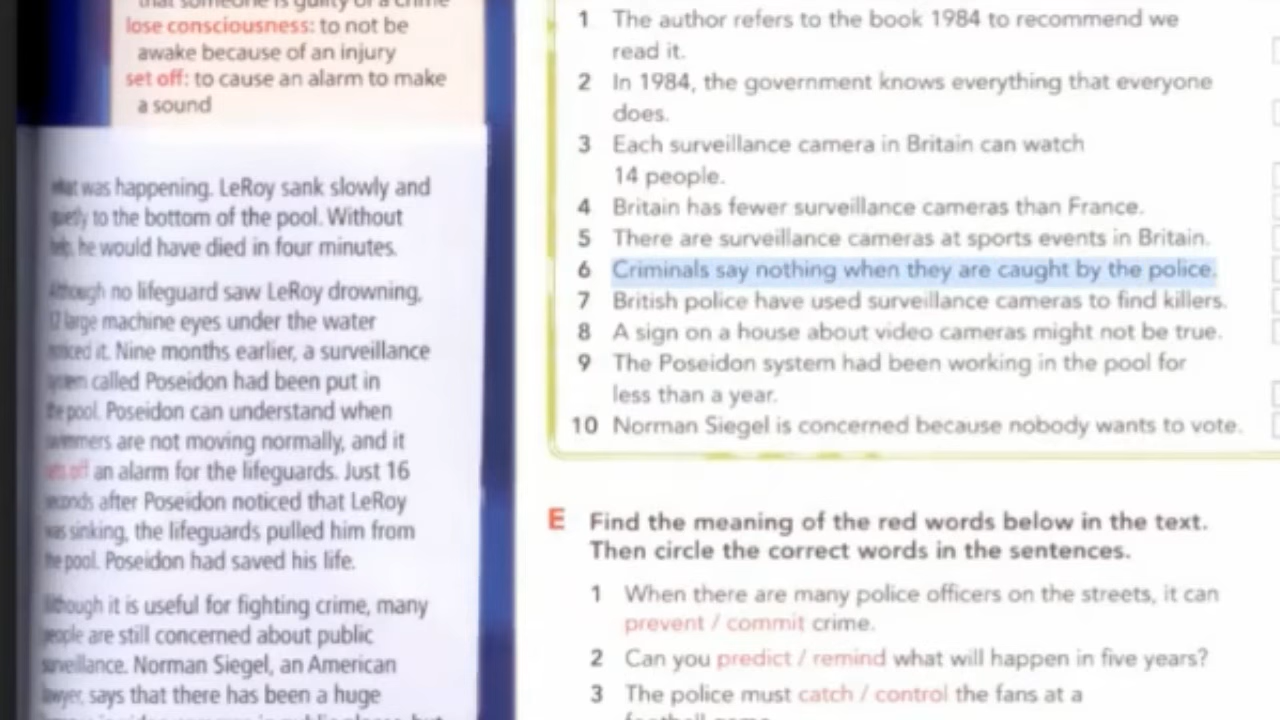 lose consciousness: to not be
awake because of an injury
set off: to cause an alarm to make
a sound
was happening. LeRoy sank slowly and
to the bottom of the pool. Without
he would have died in four minutes.
no lifeguard saw LeRoy drowning,
large machine eyes under the water
it. Nine months earlier, a surveillance
called Poseidon had been put in
pool. Poseidon can understand when
are not moving normally, and it
an alarm for the lifeguards. Just 16
after Poseidon noticed that LeRoy
sinking, the lifeguards pulled him from
pool. Poseidon had saved his life.
it is useful for fighting crime, many
are still concerned about public
surveillance. Norman Siegel, an American
says that there has been a huge
1 The author refers to the book 1984 to recommend we
read it.
2 In 1984, the government knows everything that everyone
does.
3 Each surveillance camera in Britain can watch
14 people.
4 Britain has fewer surveillance cameras than France.
5 There are surveillance cameras at sports events in Britain.
6 Criminals say nothing when they are caught by the police.
7 British police have used surveillance cameras to find killers.
8 A sign on a house about video cameras might not be true.
9 The Poseidon system had been working in the pool for
less than a year.
10 Norman Siegel is concerned because nobody wants to vote.
E Find the meaning of the red words below in the text.
Then circle the correct words in the sentences.
1 When there are many police officers on the streets, it can
prevent / commit crime.
2 Can you predict / remind what will happen in five years?
3 The police must catch / control the fans at a